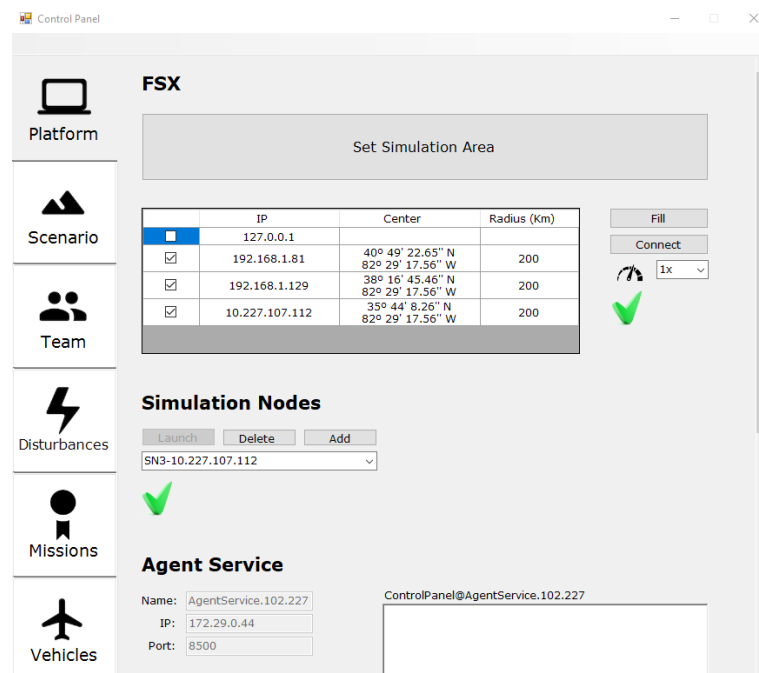 Control Panel
Platform
Scenario
Team
Disturbances
Missions
Vehicles
FSX
Set Simulation Area
IP Center Radius (Km)
127.0.0.1
192.168.1.81 40º 49' 22.65" N 200
82º 29' 17.56" W
192.168.1.129 38º 16' 45.46" N 200
82º 29' 17.56" W
10.227.107.112 35º 44' 8.26" N 200
82º 29' 17.56" W
Fill
Connect
1x
Simulation Nodes
Launch Delete Add
SN3-10.227.107.112
Agent Service
Name: AgentService.102.227
IP: 172.29.0.44
Port: 8500
ControlPanel@AgentService.102.227